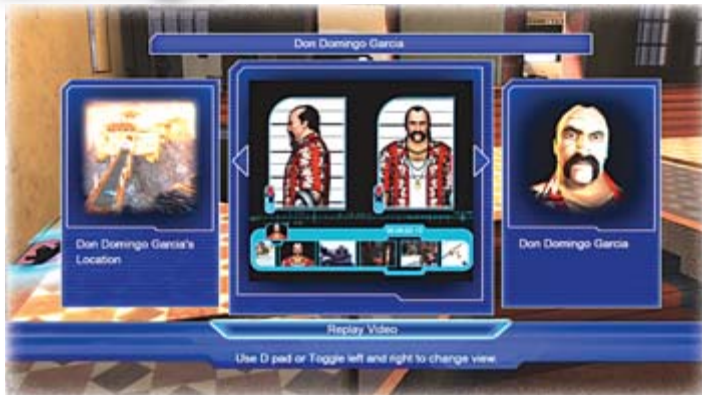 Don Domingo Garcia
Don Domingo Garcia's
Location
Don Domingo Garcia
Replay Video
Use D pad or Toggle left and right to change view.